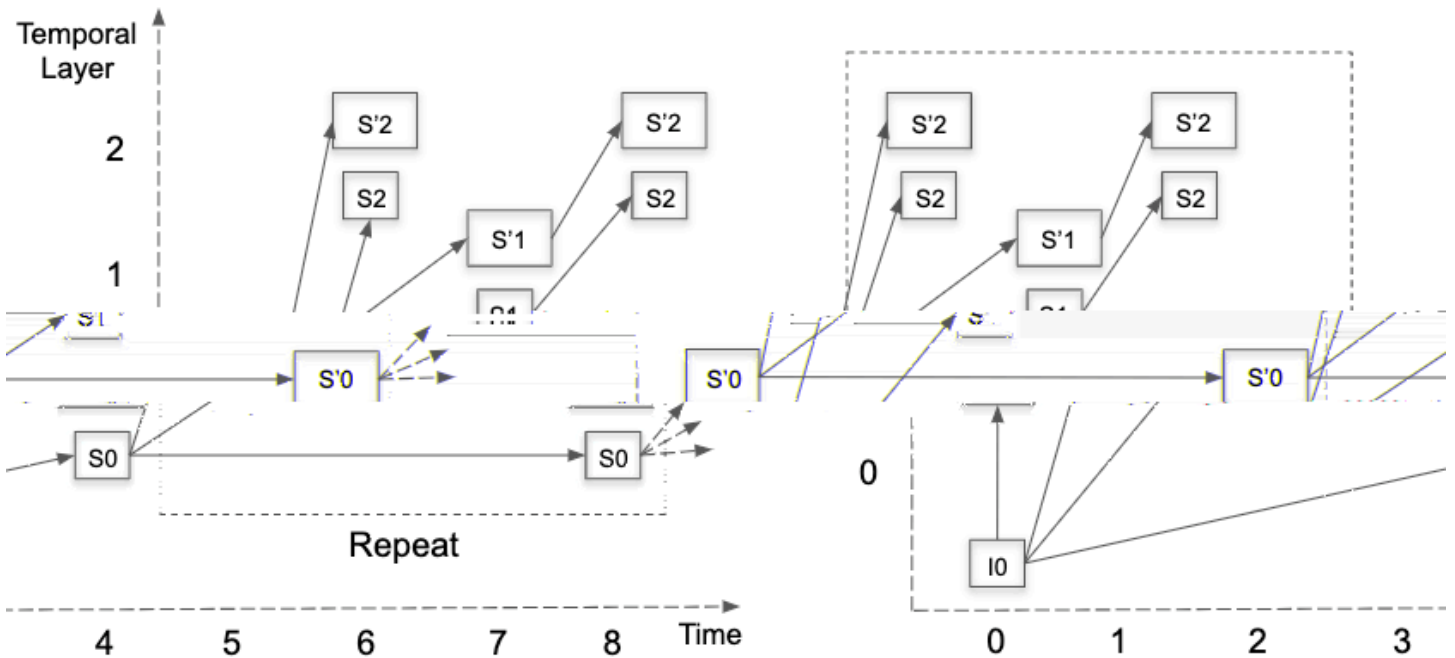 Temporal
Layer
S'2 S'2 S'2 S'2
2
S2 S2 S2 S2
S'1 S'1
1
S'0 S'0 S'0
S0 S0
0
Repeat
I0
4 5 6 7 8 Time 0 1 2 3